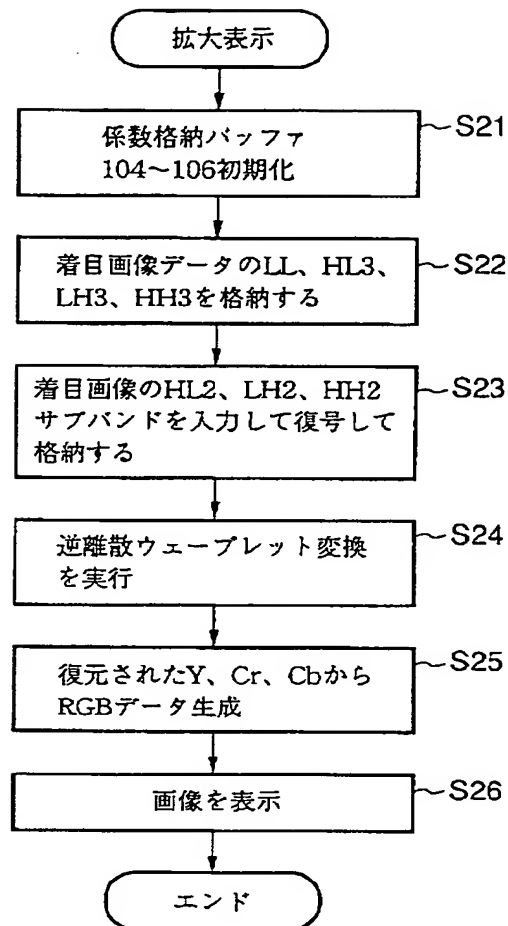 拡大表示
係数格納バッファ
104～106初期化
S21
着目画像データのLL、HL3、
LH3、HH3を格納する
S22
着目画像のHL2、LH2、HH2
サブバンドを入力して復号して
格納する
S23
逆離散ウェーブレット変換
を実行
S24
復元されたY、Cr、Cbから
RGBデータ生成
S25
画像を表示
S26
エンド